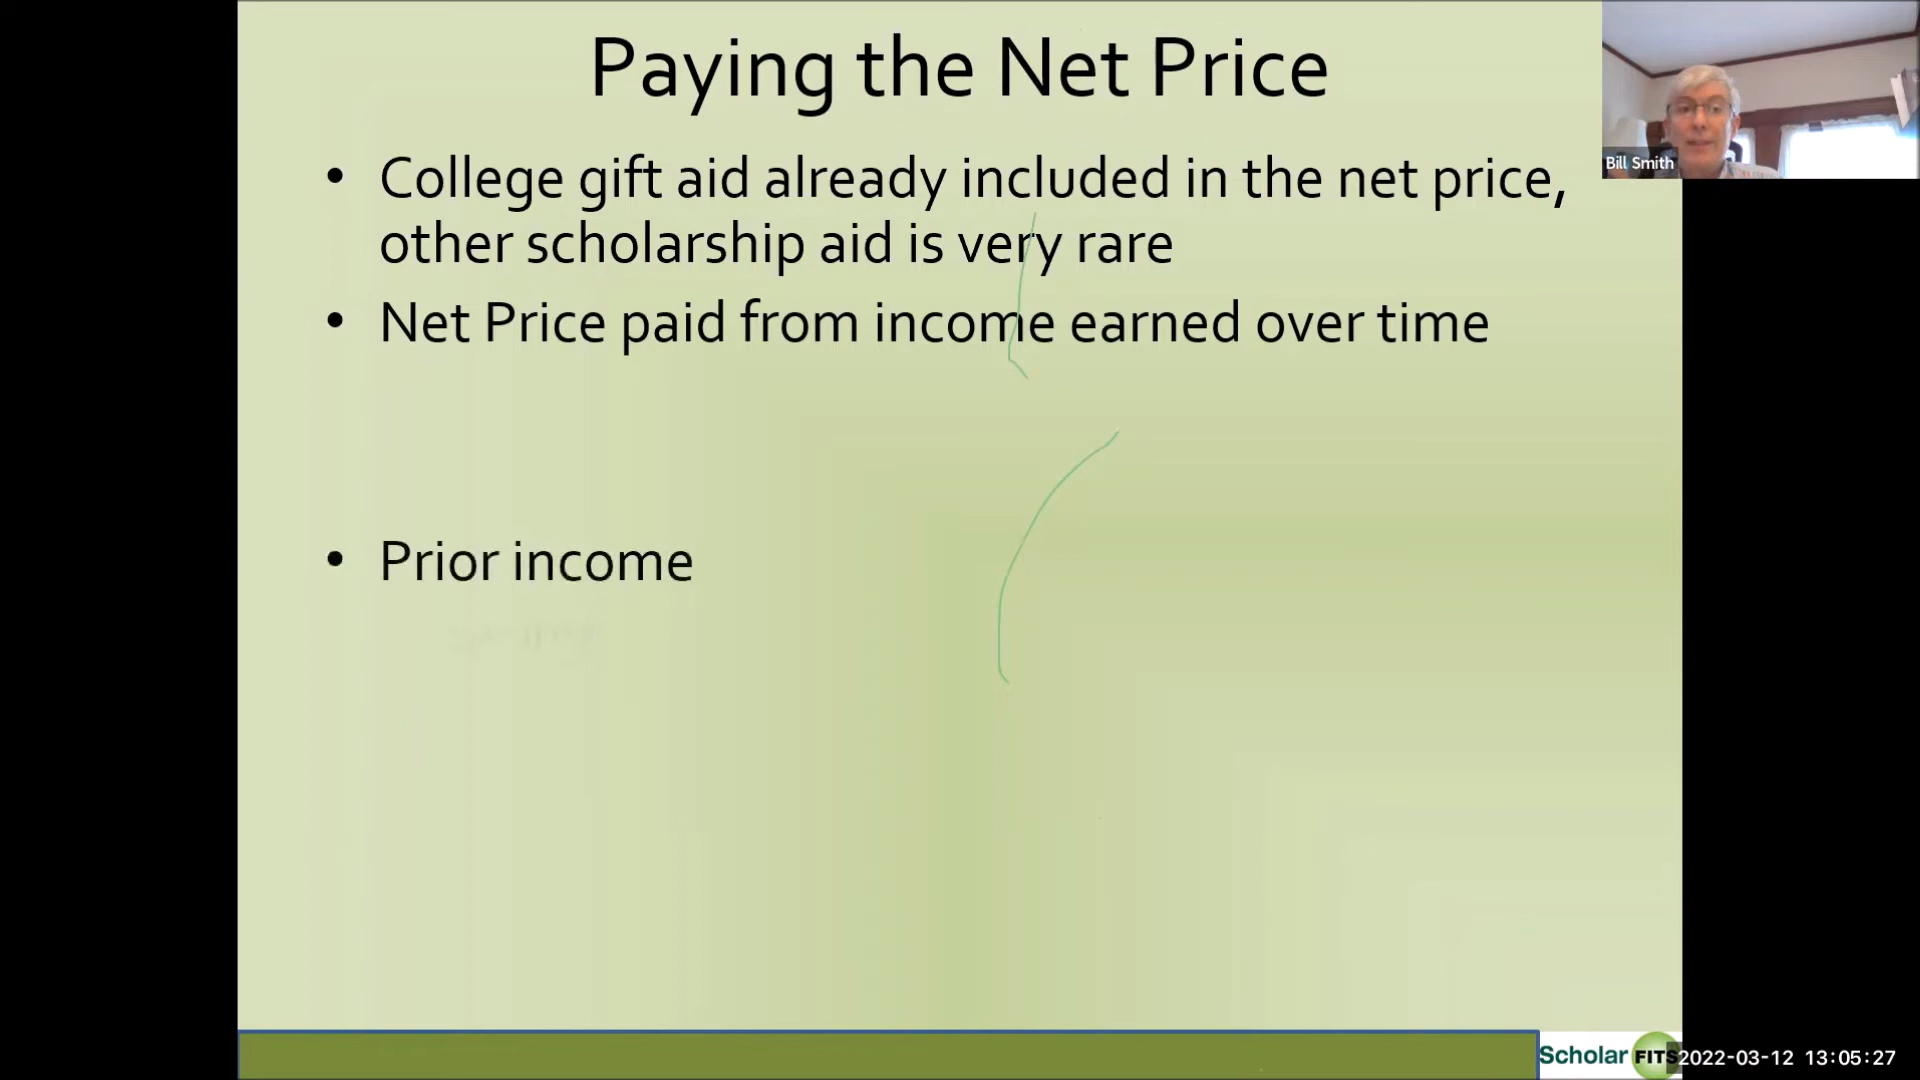 Paying the Net Price
• College gift aid already included in the net price,
other scholarship aid is very rare
• Net Price paid from income earned over time
• Prior income
Bill Smith
Scholar FITS
2022-03-12 13:05:27